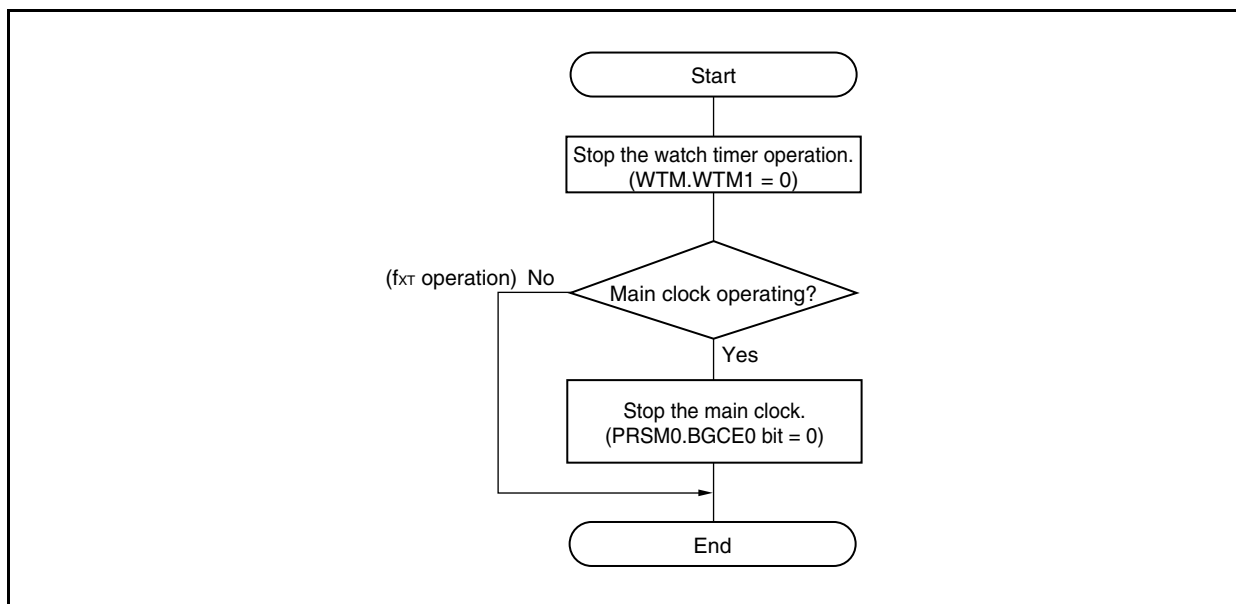 Start
Stop the watch timer operation.
(WTM.WTM1 = 0)
(fXT operation) No
Main clock operating?
Yes
Stop the main clock.
(PRSM0.BGCE0 bit = 0)
End